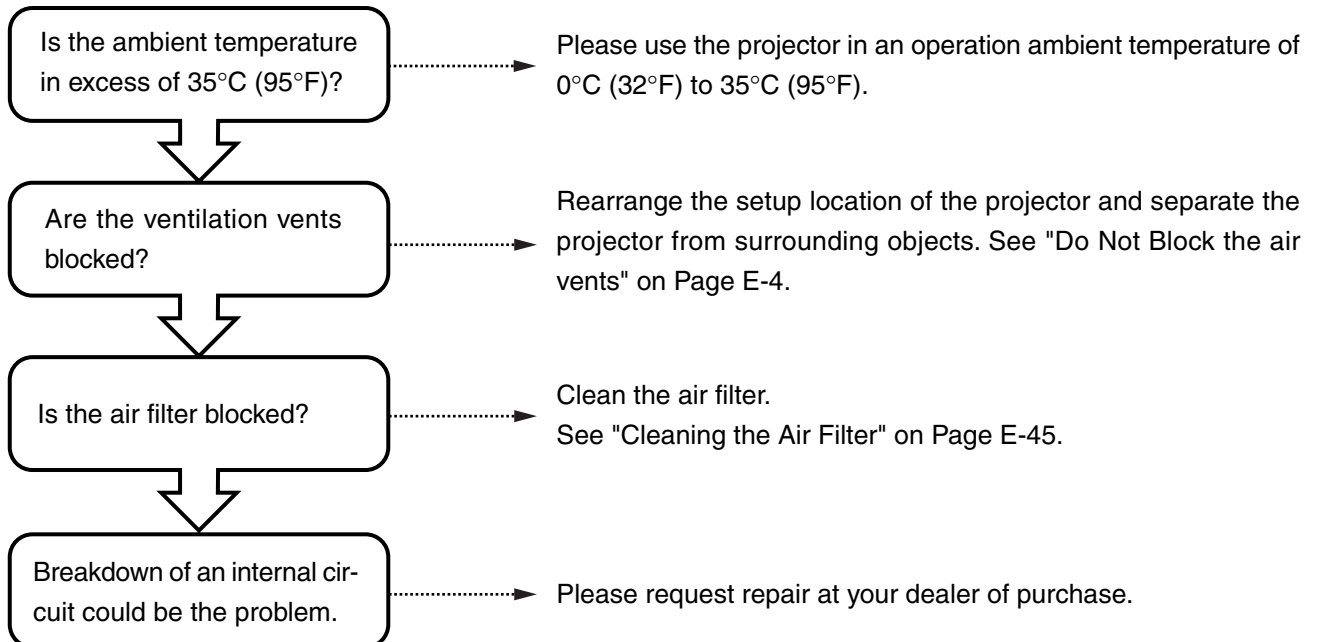 Is the ambient temperature
in excess of 35°C (95°F)?
Please use the projector in an operation ambient temperature of
0°C (32°F) to 35°C (95°F).
Are the ventilation vents
blocked?
Rearrange the setup location of the projector and separate the
projector from surrounding objects. See "Do Not Block the air
vents" on Page E-4.
Is the air filter blocked?
Clean the air filter.
See "Cleaning the Air Filter" on Page E-45.
Breakdown of an internal cir-
cuit could be the problem.
Please request repair at your dealer of purchase.